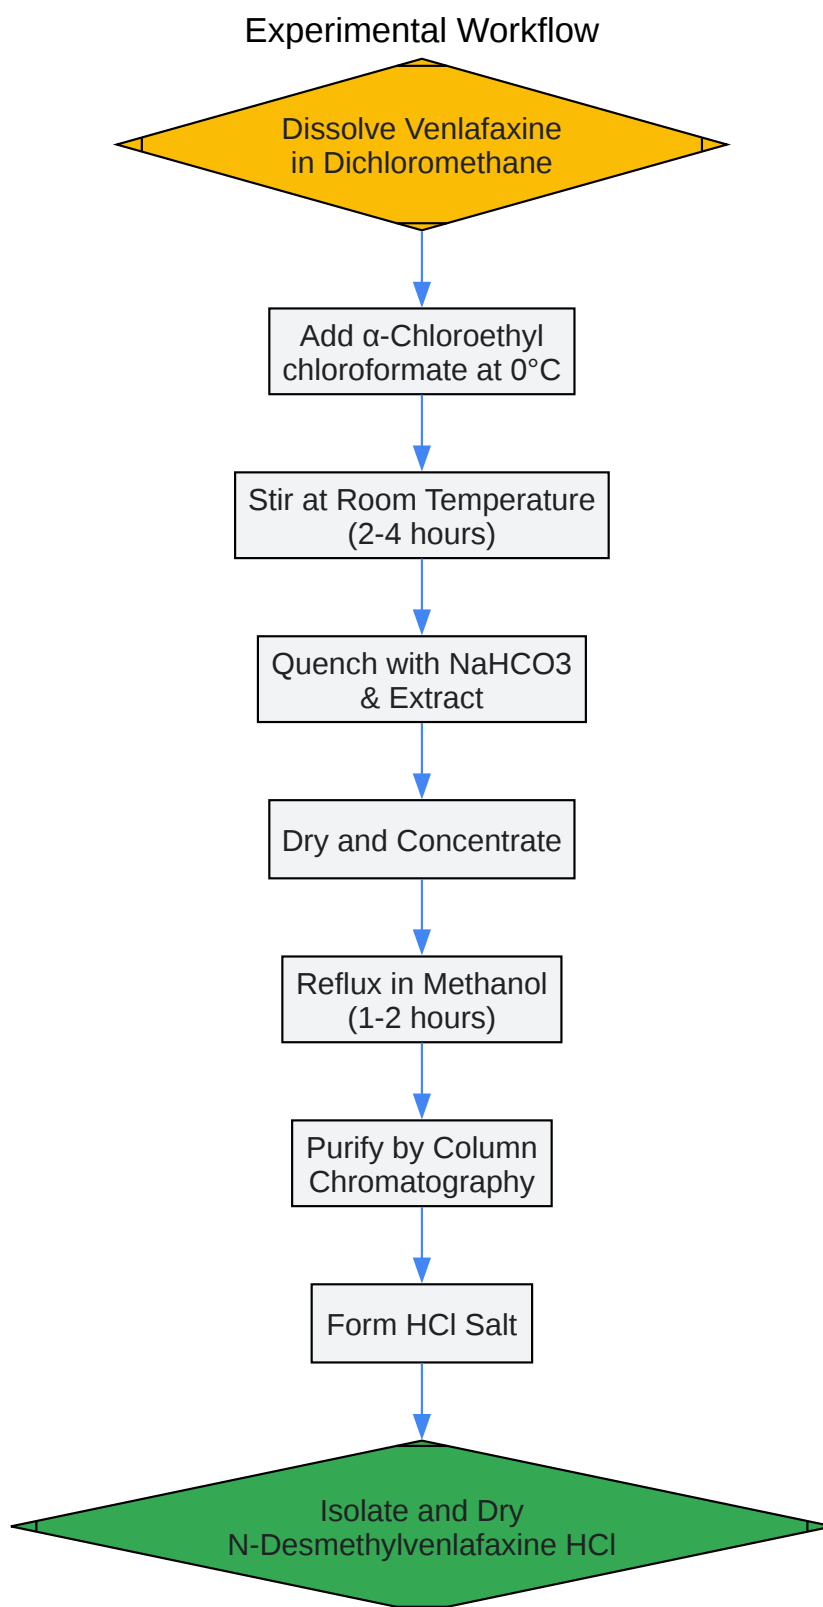 Experimental Workflow
Dissolve Venlafaxine
in Dichloromethane
Add α-Chloroethyl
chloroformate at 0°C
Stir at Room Temperature
(2-4 hours)
Quench with NaHCO3
& Extract
Dry and Concentrate
Reflux in Methanol
(1-2 hours)
Purify by Column
Chromatography
Form HCl Salt
Isolate and Dry
N-Desmethylvenlafaxine HCl